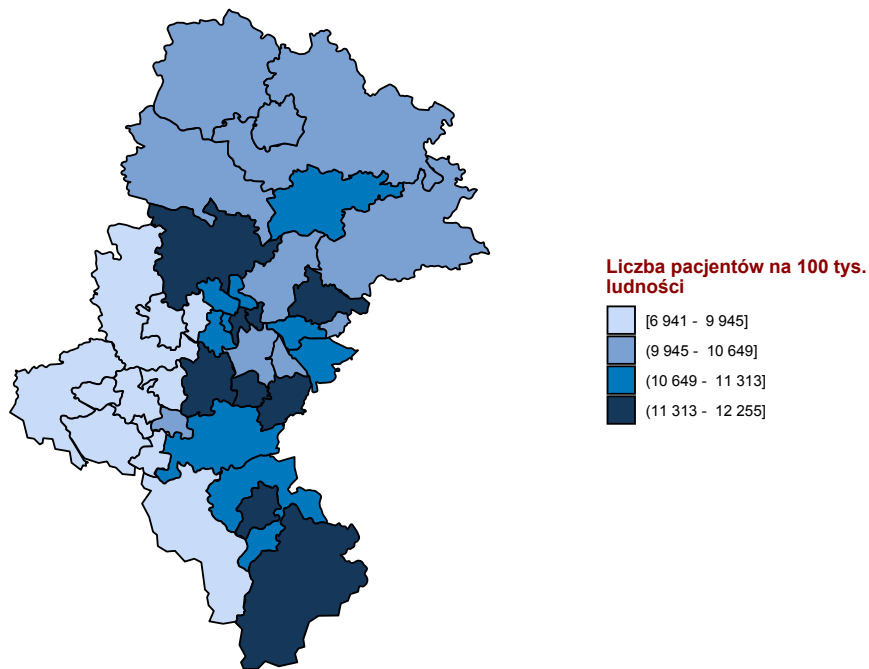 Liczba pacjentów na 100 tys.
ludności
[6 941 - 9 945]
(9 945 - 10 649]
(10 649 - 11 313]
(11 313 - 12 255]